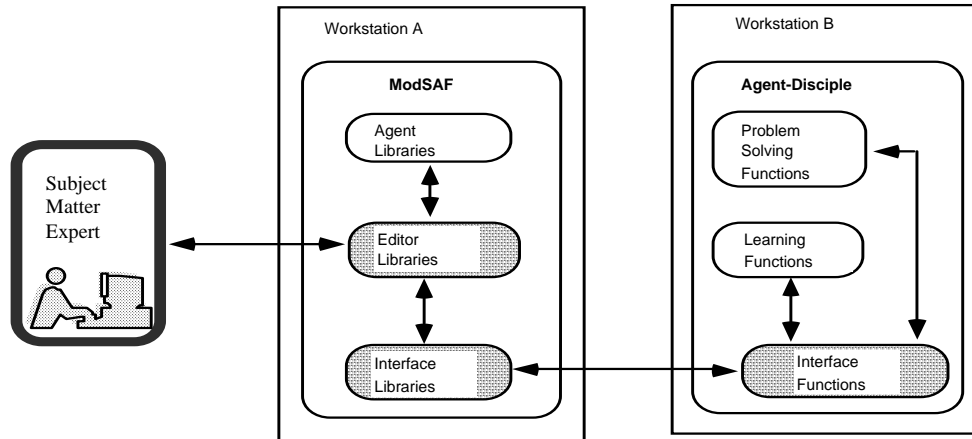 Workstation A
Workstation B
ModSAF
Agent-Disciple
Agent
Libraries
Problem
Solving
Functions
Subject
Matter
Expert
Editor
Libraries
Learning
Functions
Interface
Libraries
Interface
Functions